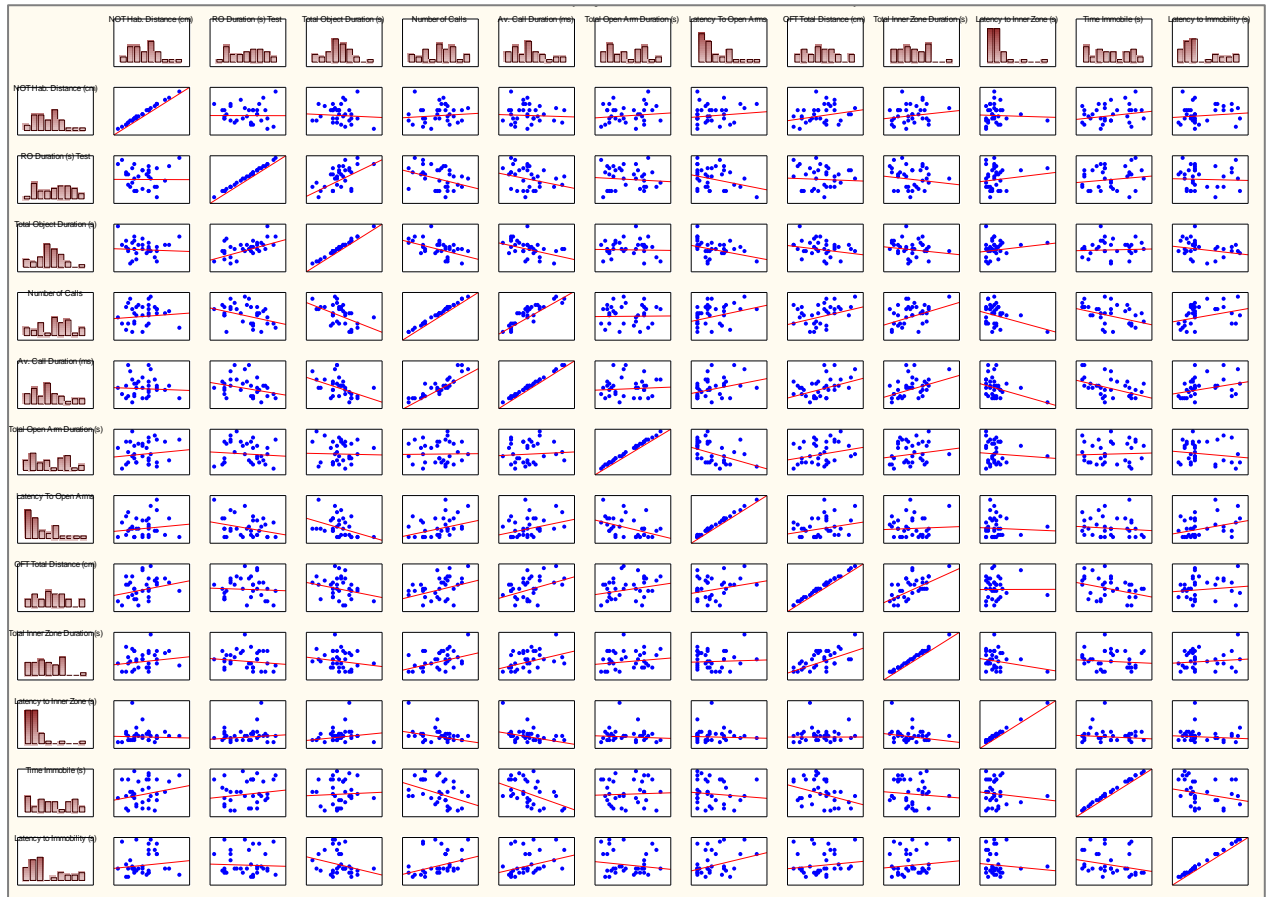 NOT Hab. Distance (cm)
RO Duration (s) Test
Total Object Duration (s)
Number of Calls
Av. Call Duration (ms)
Total Open Arm Duration (s)
Latency To Open Arms
OFT Total Distance (cm)
Total Inner Zone Duration (s)
Latency to Inner Zone (s)
Time Immobile (s)
Latency to Immobility (s)
NOT Hab. Distance (cm)
RO Duration (s) Test
Total Object Duration (s)
Number of Calls
Av. Call Duration (ms)
Total Open Arm Duration (s)
Latency To Open Arms
OFT Total Distance (cm)
Total Inner Zone Duration (s)
Latency to Inner Zone (s)
Time Immobile (s)
Latency to Immobility (s)